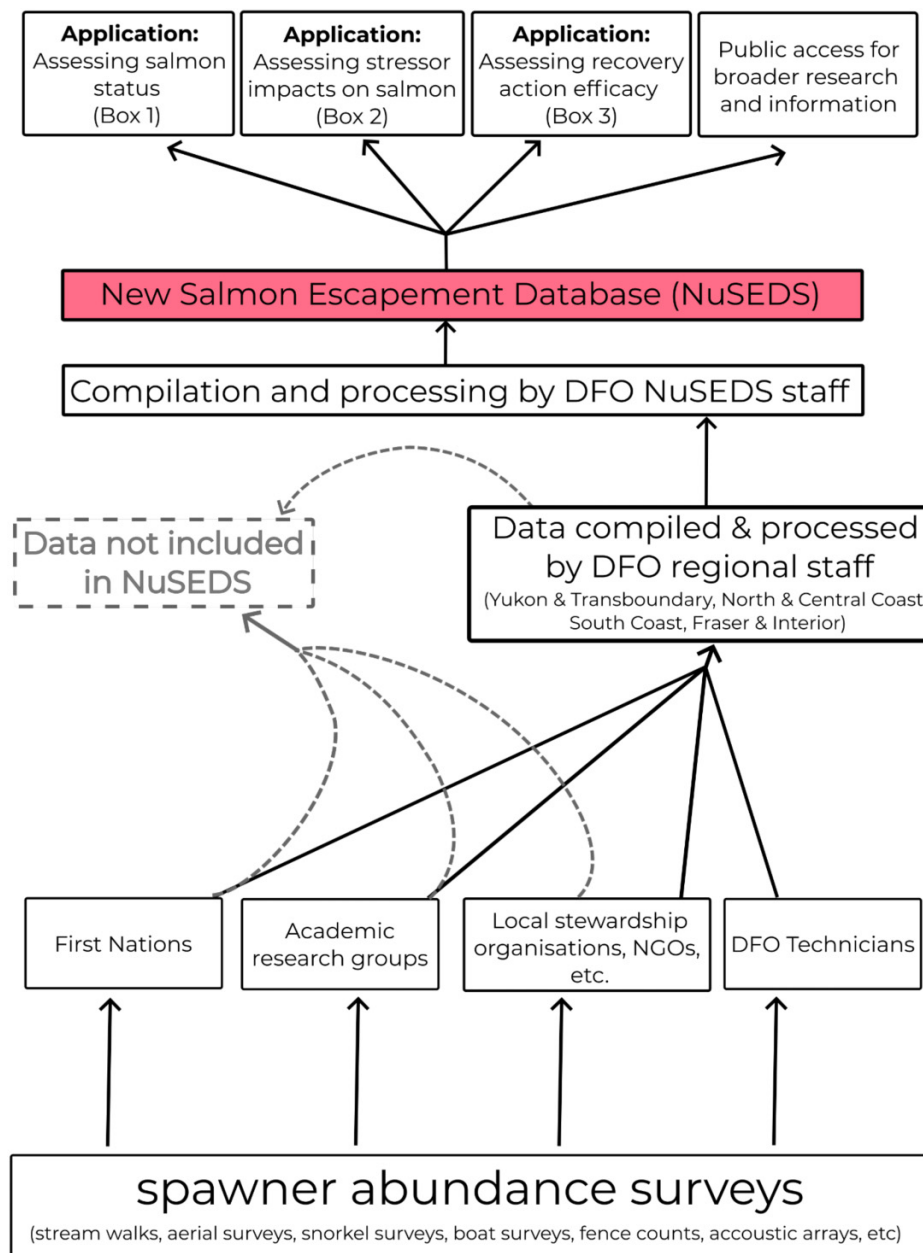 Application:
Assessing salmon
status
(Box 1)
Application:
Assessing stressor
impacts on salmon
(Box 2)
Application:
Assessing recovery
action efficacy
(Box 3)
Public access for
broader research
and information
New Salmon Escapement Database (NuSEDS)
Compilation and processing by DFO NuSEDS staff
Data not included
in NuSEDS
Data compiled & processed
by DFO regional staff
(Yukon & Transboundary, North & Central Coast
South Coast, Fraser & Interior)
First Nations
Academic
research groups
Local stewardship
organisations, NGOs,
etc.
DFO Technicians
spawner abundance surveys
(stream walks, aerial surveys, snorkel surveys, boat surveys, fence counts, accoustic arrays, etc)